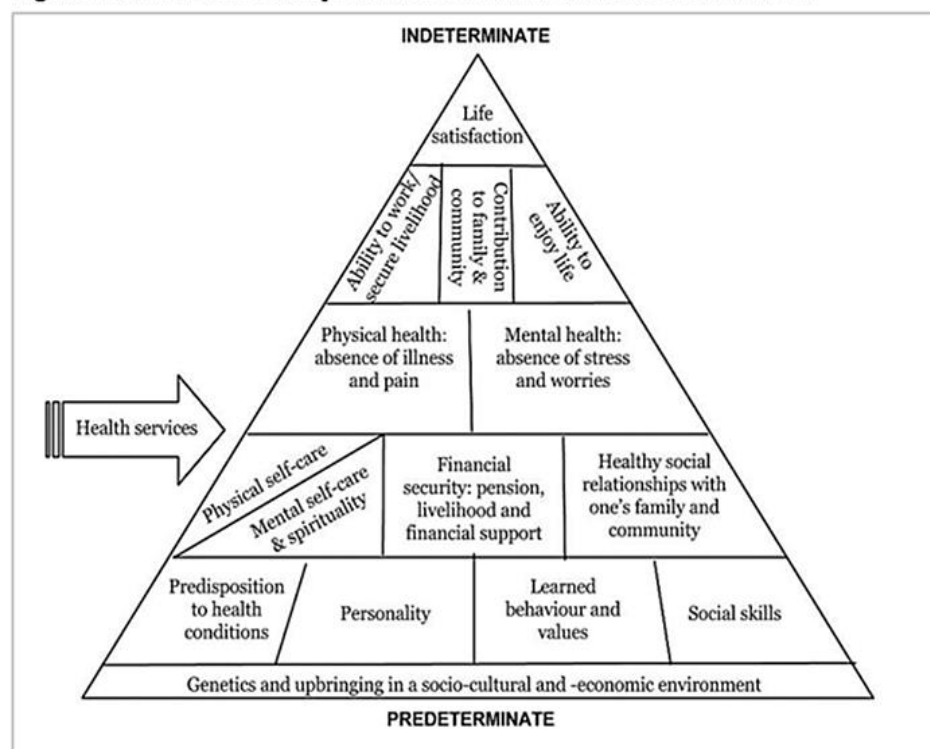 INDETERMINATE
Life
satisfaction
Ability to work/
secure livelihood
Contribution
to family &
community
Ability to
enjoy life
Physical health:
absence of illness
and pain
Mental health:
absence of stress
and worries
Health services
Physical self-care
Mental self-care
& spirituality
Financial
security: pension,
livelihood and
financial support
Healthy social
relationships with
one's family and
community
Predisposition
to health
conditions
Personality
Learned
behaviour and
values
Social skills
Genetics and upbringing in a socio-cultural and -economic environment
PREDETERMINATE